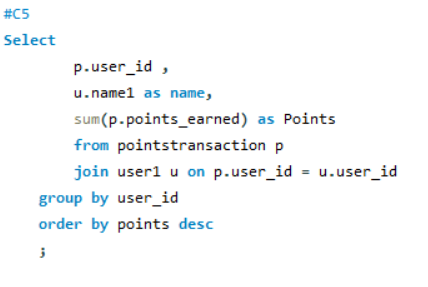 #C5
Select
p.user_id ,
u.name1 as name,
sum(p.points_earned) as Points
from pointstransaction p
join user1 u on p.user_id = u.user_id
group by user_id
order by points desc
;